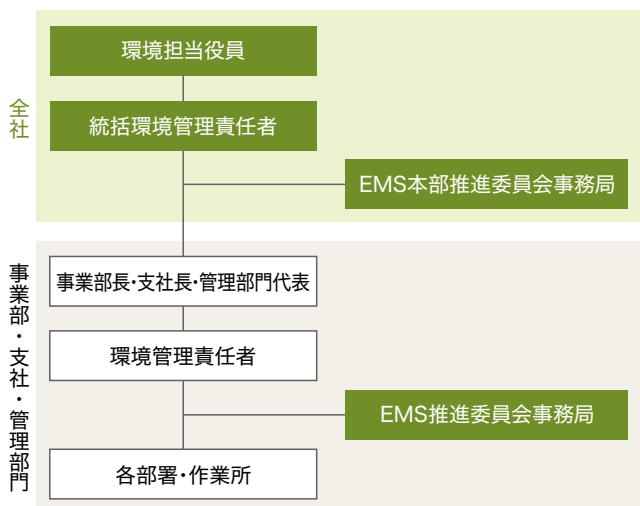 全社
環境担当役員
統括環境管理責任者
EMS本部推進委員会事務局
事業部・支社・管理部門
事業部長・支社長・管理部門代表
環境管理責任者
EMS推進委員会事務局
各部署・作業所